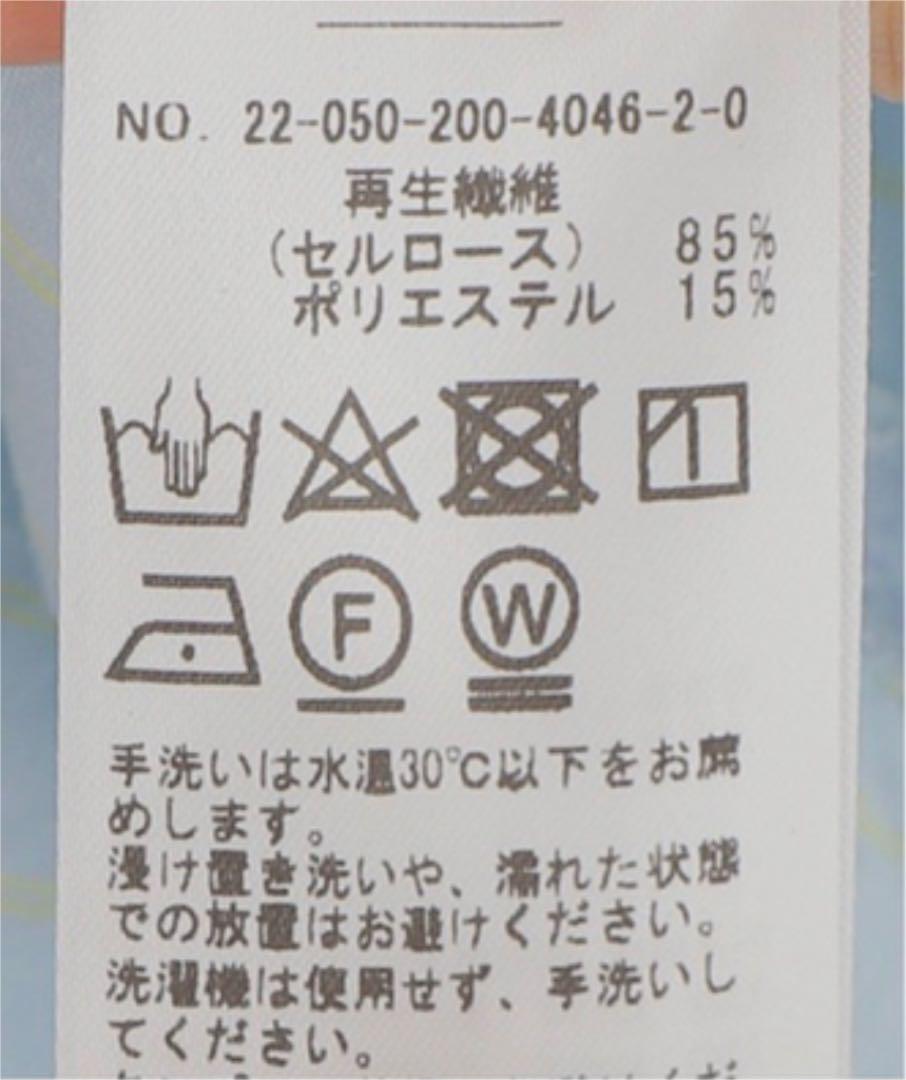 NO. 22-050-200-4046-2-0
再生繊維
(セルロース) 85%
ポリエステル 15%
F W
手洗いは水温30℃以下をお薦
めします。
浸け置き洗いや、濡れた状態
での放置はお避けください。
洗濯機は使用せず、手洗いし
てください。